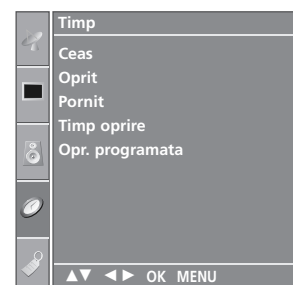 Timp
Ceas
Oprit
Pornit
Timp oprire
Opr. programata
▲▼ ◄► OK MENU